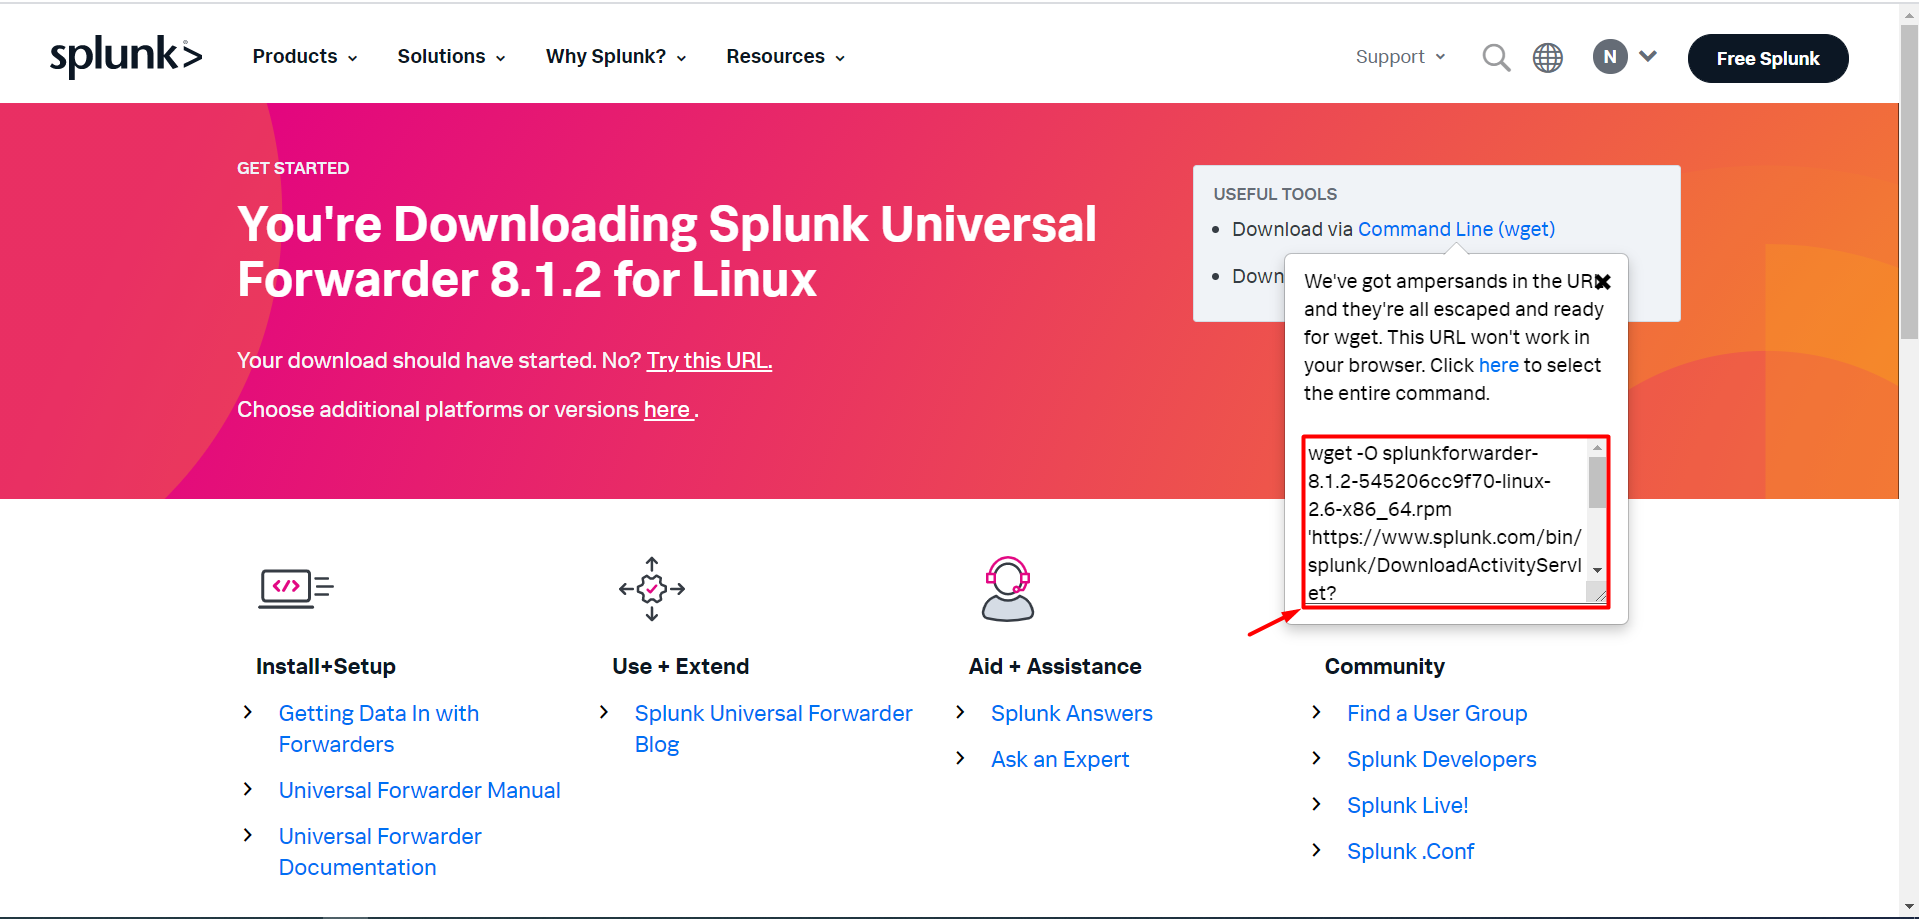 splunk>
Products
Solutions
Why Splunk?
Resources
Support
N
Free Splunk
GET STARTED
You're Downloading Splunk Universal
Forwarder 8.1.2 for Linux
Your download should have started. No? Try this URL.
Choose additional platforms or versions here .
USEFUL TOOLS
Download via Command Line (wget)
Down
We've got ampersands in the URL
and they're all escaped and ready
for wget. This URL won't work in
your browser. Click here to select
the entire command.
wget -O splunkforwarder-
8.1.2-545206cc9f70-linux-
2.6-x86_64.rpm
'https://www.splunk.com/bin/
splunk/DownloadActivityServl
et?
Install+Setup
Getting Data In with
Forwarders
Universal Forwarder Manual
Universal Forwarder
Documentation
Use + Extend
Splunk Universal Forwarder
Blog
Aid + Assistance
Splunk Answers
Ask an Expert
Community
Find a User Group
Splunk Developers
Splunk Live!
Splunk .Conf